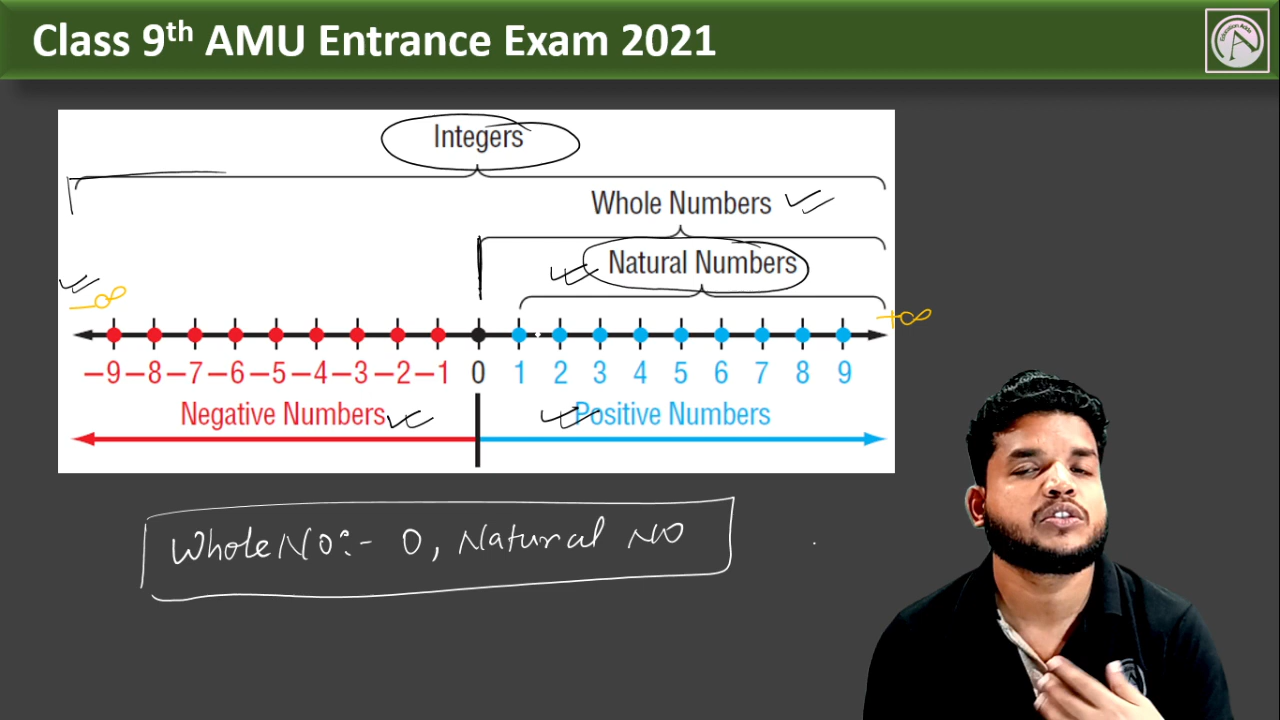 Class 9th AMU Entrance Exam 2021
Education Adda
A
Integers
Whole Numbers
Natural Numbers
−∞
+∞
−9 −8 −7 −6 −5 −4 −3 −2 −1 0 1 2 3 4 5 6 7 8 9
Negative Numbers Positive Numbers
Whole NO:- 0, Natural NO